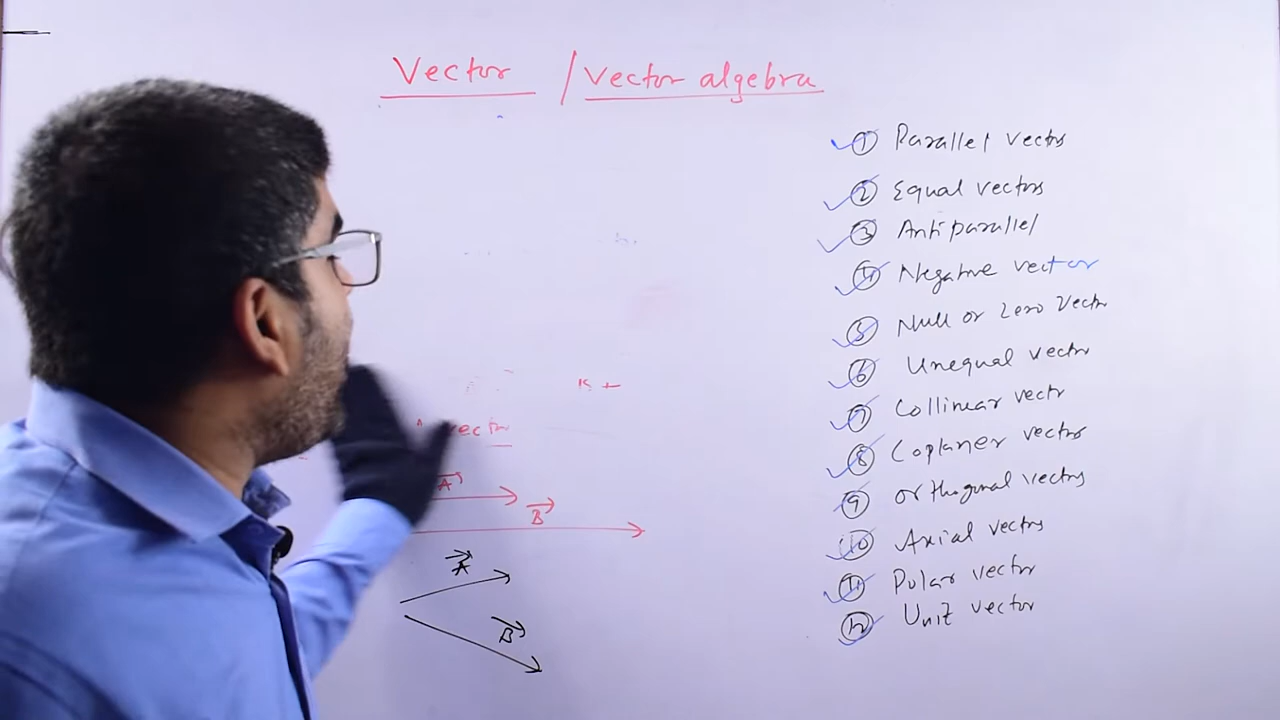 Vector / Vector algebra
① Parallel vectors
② Equal vectors
③ Antiparallel
④ Negative vector
⑤ Null or Zero Vector
⑥ Unequal vector
⑦ Collinear vectr
⑧ Coplaner vectors
⑨ orthogonal vectors
⑩ Axial vectors
⑪ Polar vector
⑫ Unit vector
A
B
A
B